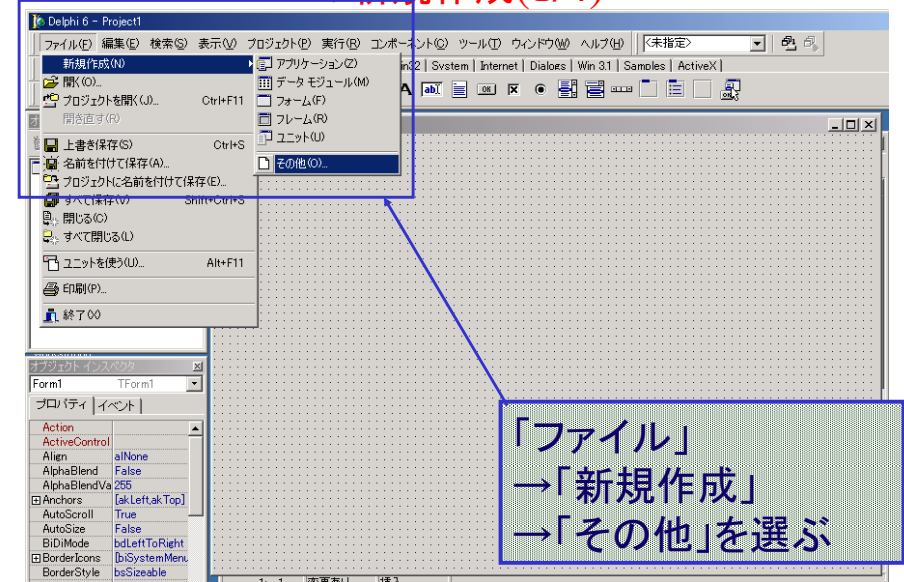 Delphi 6 - Project1
ファイル(F) 編集(E) 検索(S) 表示(V) プロジェクト(P) 実行(R) コンポーネント(C) ツール(T) ウィンドウ(W) ヘルプ(H) <未指定>
System | Internet | Dialogs | Win 3.1 | Samples | ActiveX |
新規作成(N)
開く(O)...
プロジェクトを開く(J)... Ctrl+F11
開き直す(R)
上書き保存(S) Ctrl+S
名前を付けて保存(A)...
プロジェクトに名前を付けて保存(E)...
すべて保存(V) Shift+Ctrl+S
閉じる(C)
すべて閉じる(L)
ユニットを使う(U)... Alt+F11
印刷(P)...
終了(X)
アプリケーション(Z)
データ モジュール(M)
フォーム(F)
フレーム(R)
ユニット(U)
その他(O)...
オブジェクト インスペクタ
Form1 TForm1
プロパティ イベント
Action
ActiveControl
Align alNone
AlphaBlend False
AlphaBlendVa 255
Anchors [akLeft,akTop]
AutoScroll True
AutoSize False
BiDiMode bdLeftToRight
BorderIcons [biSystemMenu
BorderStyle bsSizeable
「ファイル」
→「新規作成」
→「その他」を選ぶ